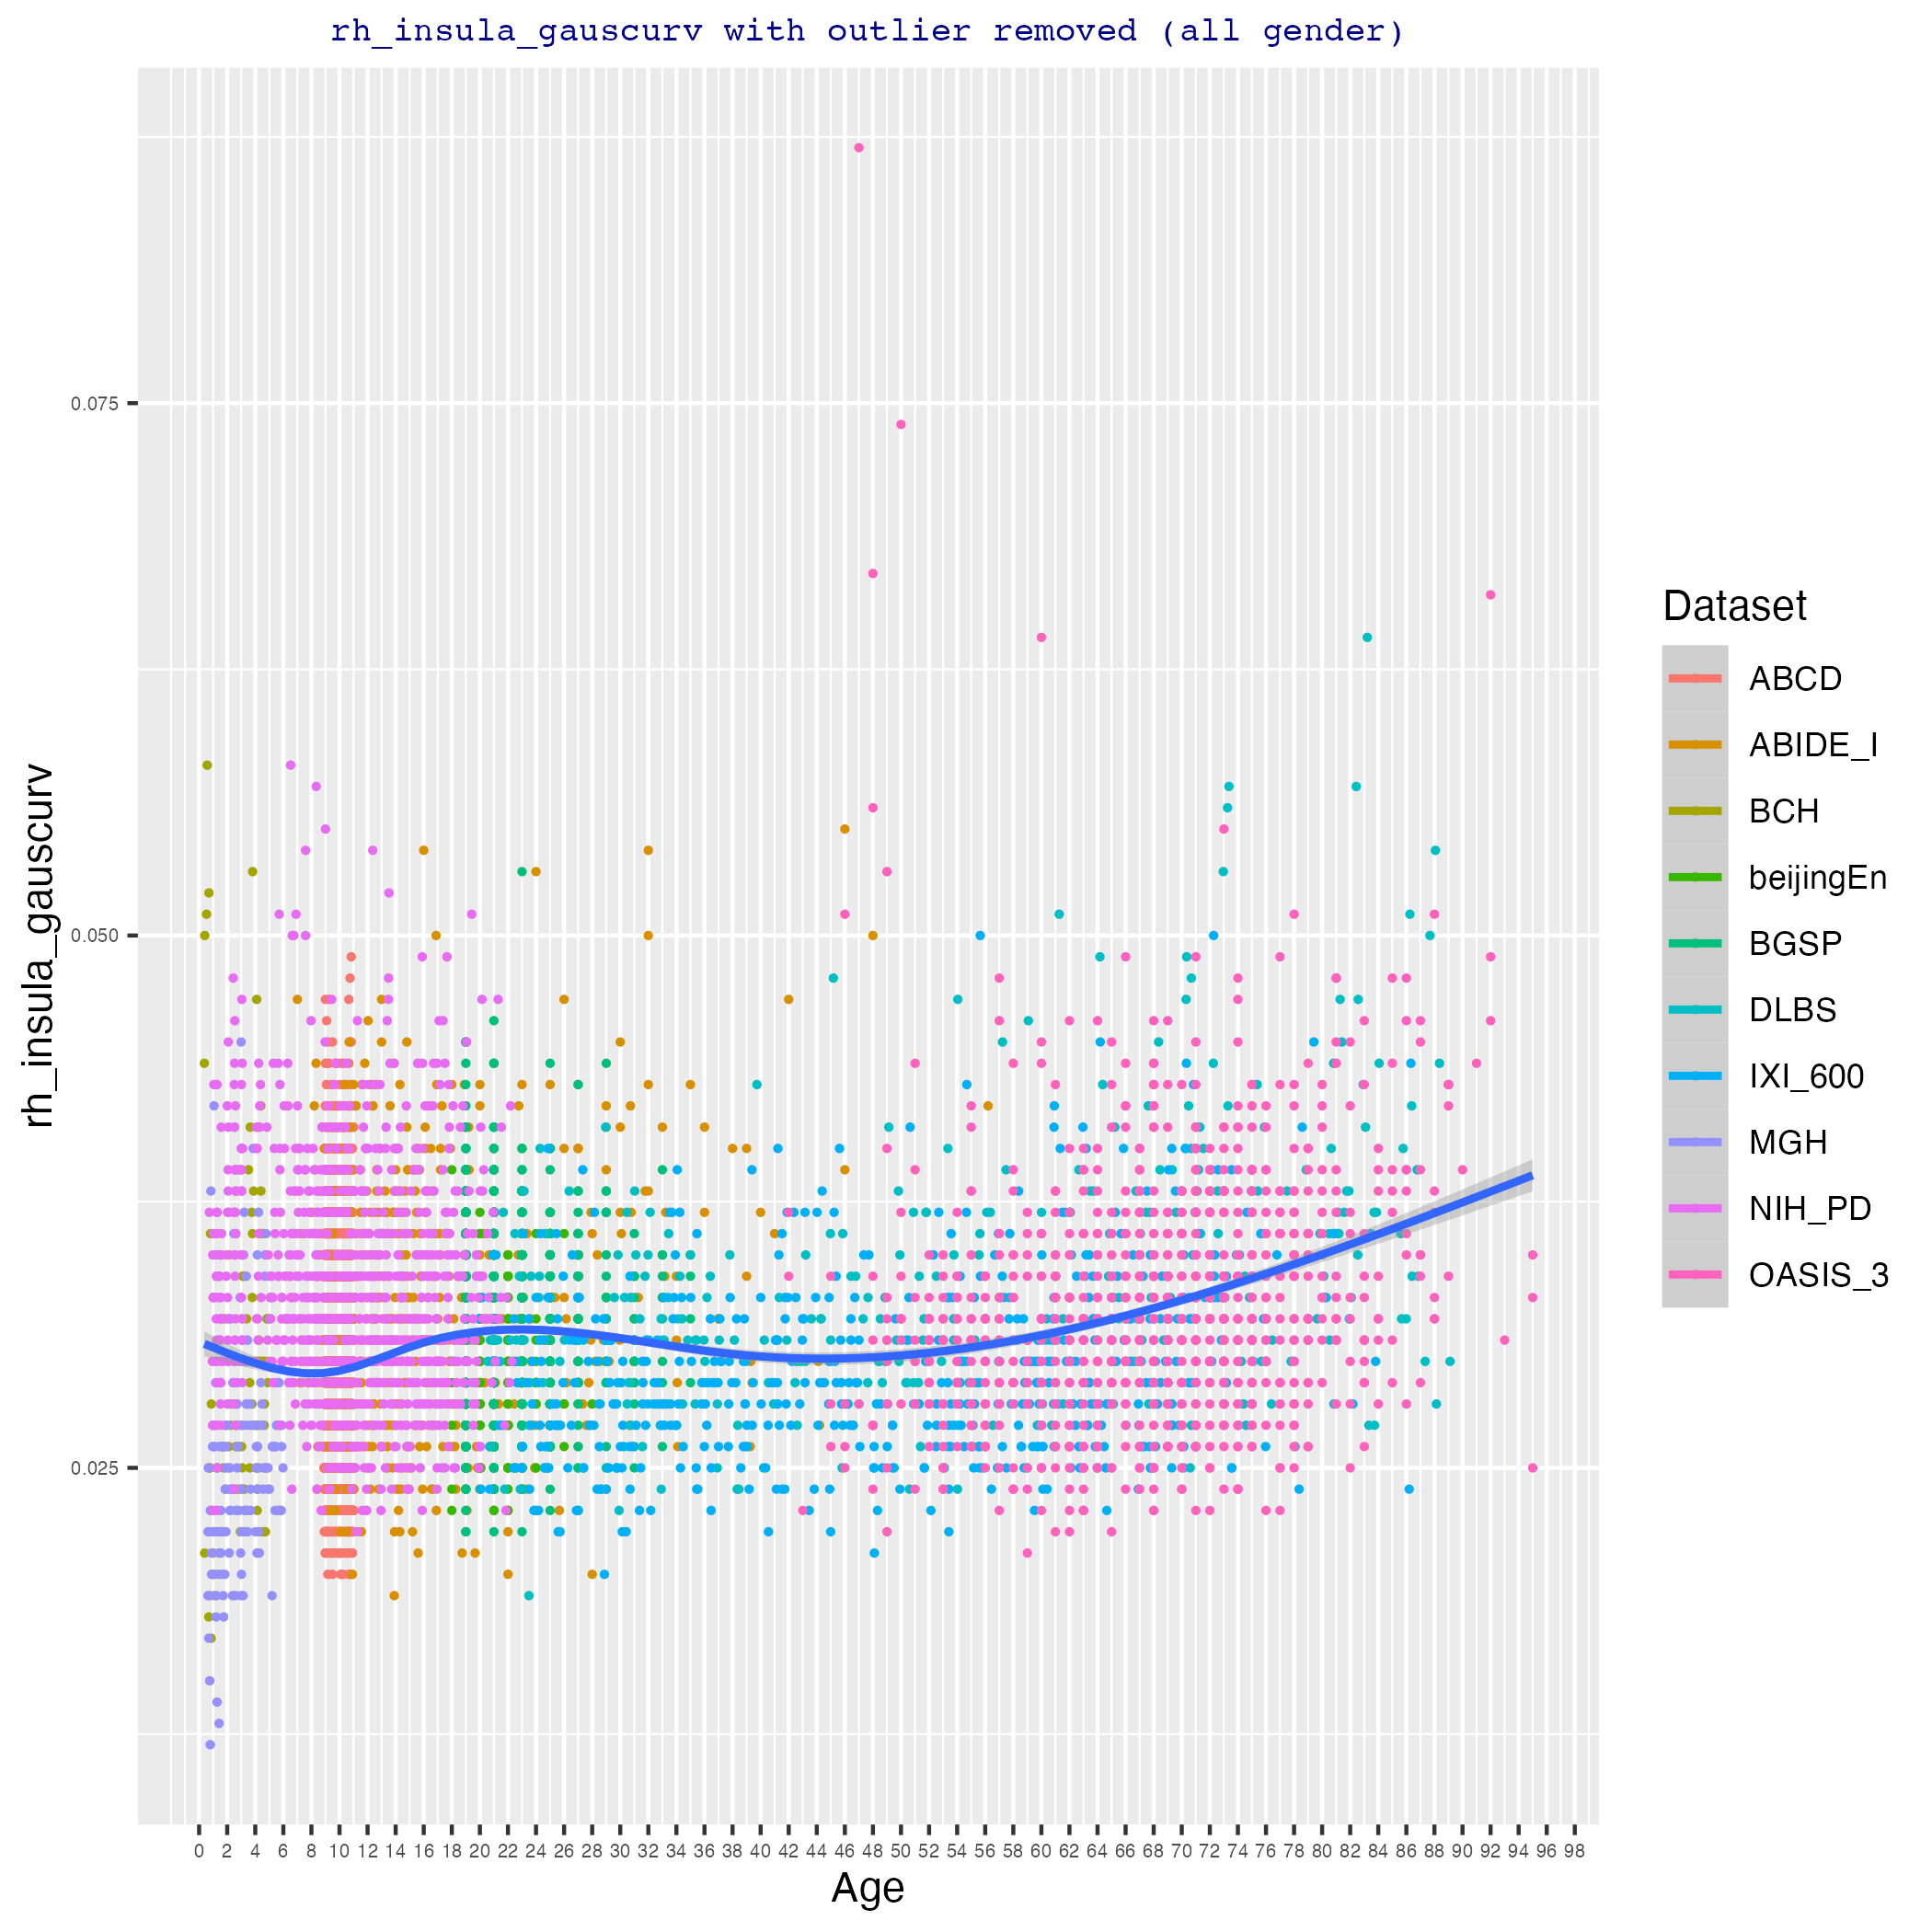 rh_insula_gauscurv with outlier removed (all gender)
rh_insula_gauscurv
0.075
0.050
0.025
0 2 4 6 8 10 12 14 16 18 20 22 24 26 28 30 32 34 36 38 40 42 44 46 48 50 52 54 56 58 60 62 64 66 68 70 72 74 76 78 80 82 84 86 88 90 92 94 96 98
Age
Dataset
ABCD
ABIDE_I
BCH
beijingEn
BGSP
DLBS
IXI_600
MGH
NIH_PD
OASIS_3